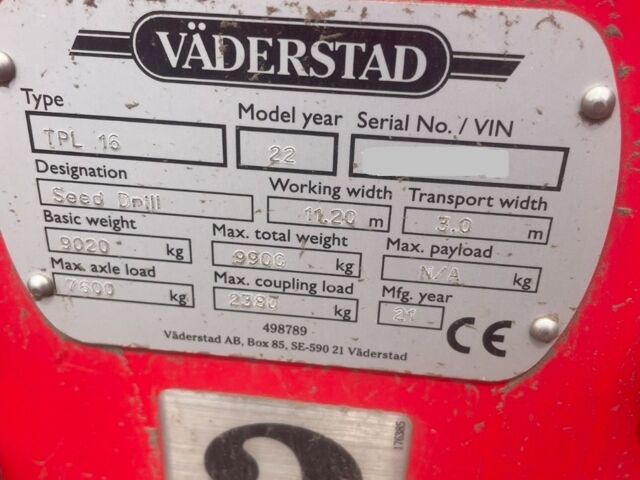 VÄDERSTAD
Type Model year Serial No. / VIN
TPL 16 22
Designation Working width Transport width
Seed Drill 11.20 m 3.0 m
Basic weight Max. total weight Max. payload
9020 kg 9900 kg N/A kg
Max. axle load Max. coupling load Mfg. year
7600 kg 2380 kg 21 CE
498789
Väderstad AB, Box 85, SE-590 21 Väderstad
176385